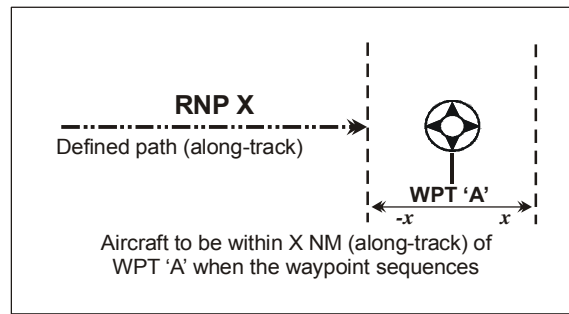 RNP X
Defined path (along-track)
WPT ‘A’
-x x
Aircraft to be within X NM (along-track) of
WPT ‘A’ when the waypoint sequences